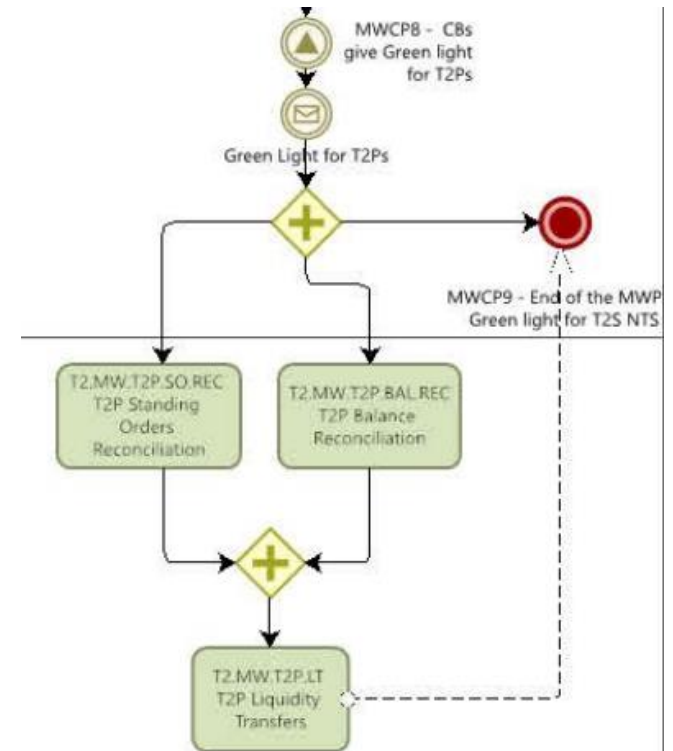 MWCP8 - CBs
give Green light
for T2Ps
Green Light for T2Ps
MWCP9 - End of the MWP
Green light for T2S NTS
T2.MW.T2P.SO.REC
T2P Standing
Orders
Reconciliation
T2.MW.T2P.BAL.REC
T2P Balance
Reconciliation
T2.MW.T2P.LT
T2P Liquidity
Transfers